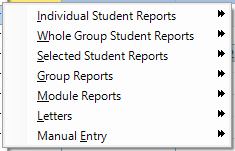 Individual Student Reports
Whole Group Student Reports
Selected Student Reports
Group Reports
Module Reports
Letters
Manual Entry